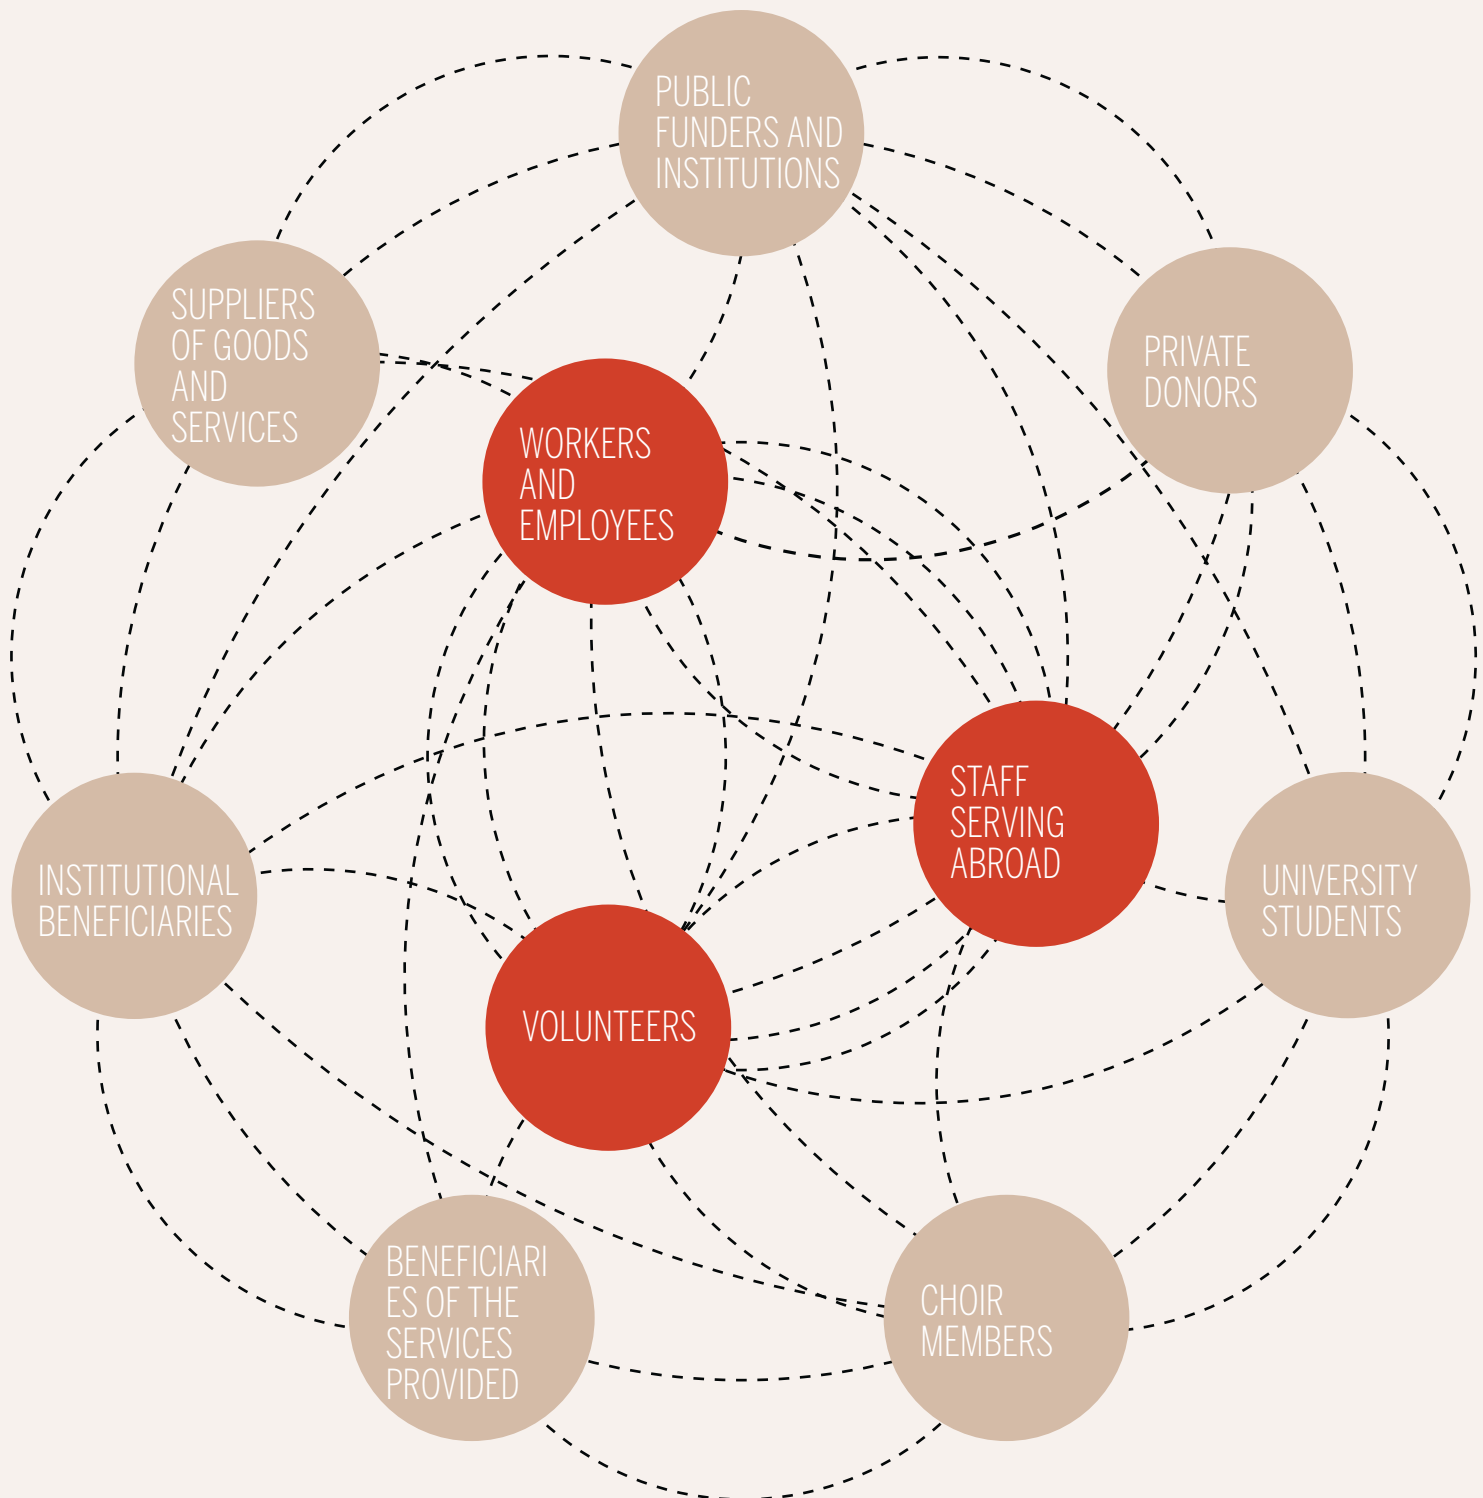 PUBLIC
FUNDERS AND
INSTITUTIONS
SUPPLIERS
OF GOODS
AND
SERVICES
PRIVATE
DONORS
WORKERS
AND
EMPLOYEES
STAFF
SERVING
ABROAD
INSTITUTIONAL
BENEFICIARIES
UNIVERSITY
STUDENTS
VOLUNTEERS
BENEFICIARI
ES OF THE
SERVICES
PROVIDED
CHOIR
MEMBERS